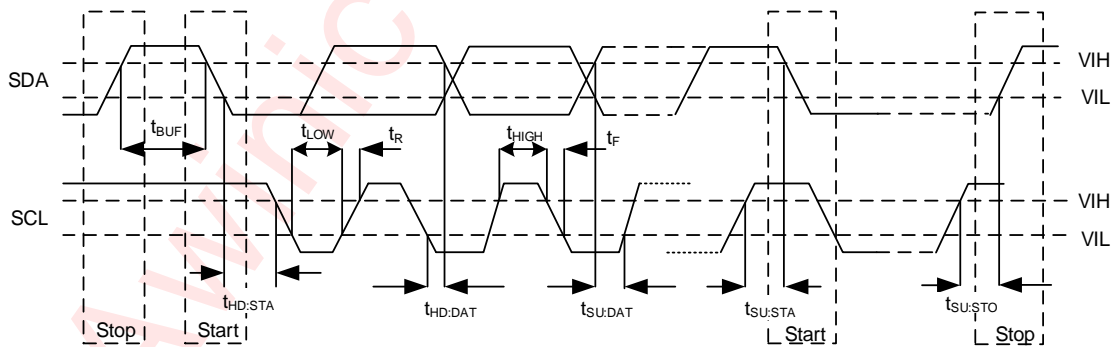 SDA
VIH
VIL
tBUF
tLOW
tR
tHIGH
tF
SCL
VIH
VIL
tHD:STA
tHD:DAT
tSU:DAT
tSU:STA
tSU:STO
Stop
Start
Start
Stop
Awinic